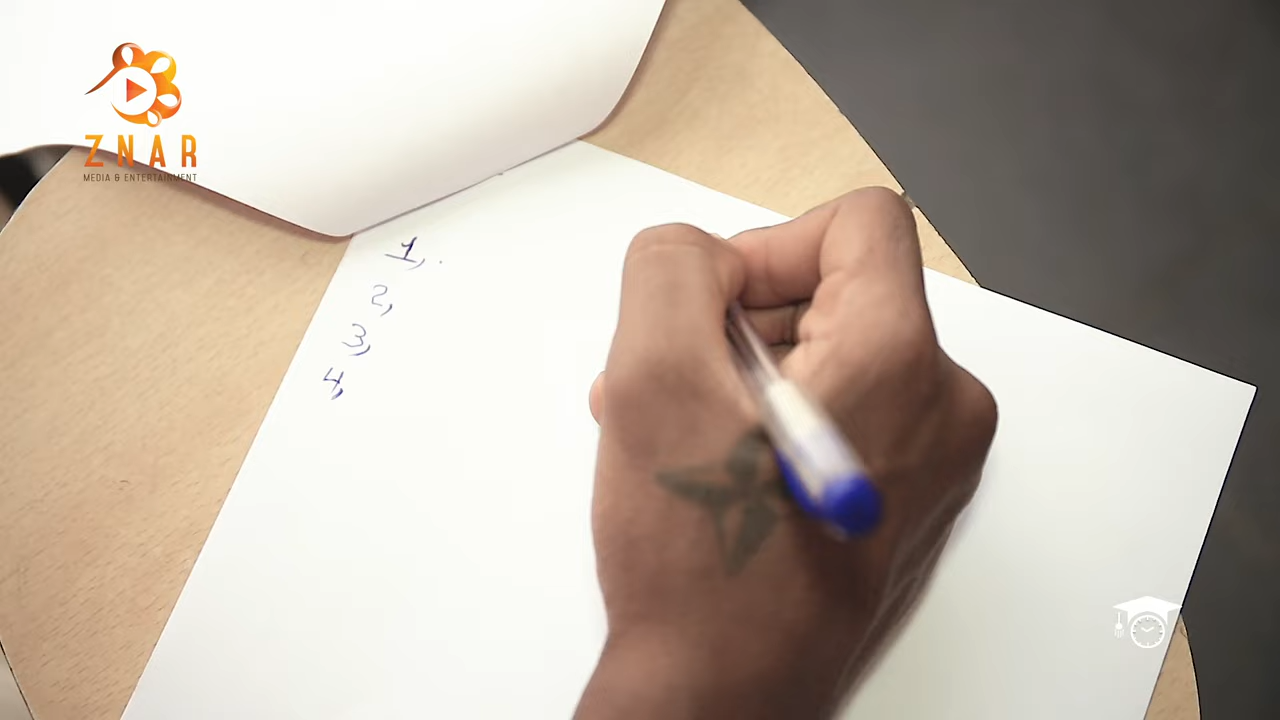 ZNAR
MEDIA & ENTERTAINMENT
1,
2,
3,
4,